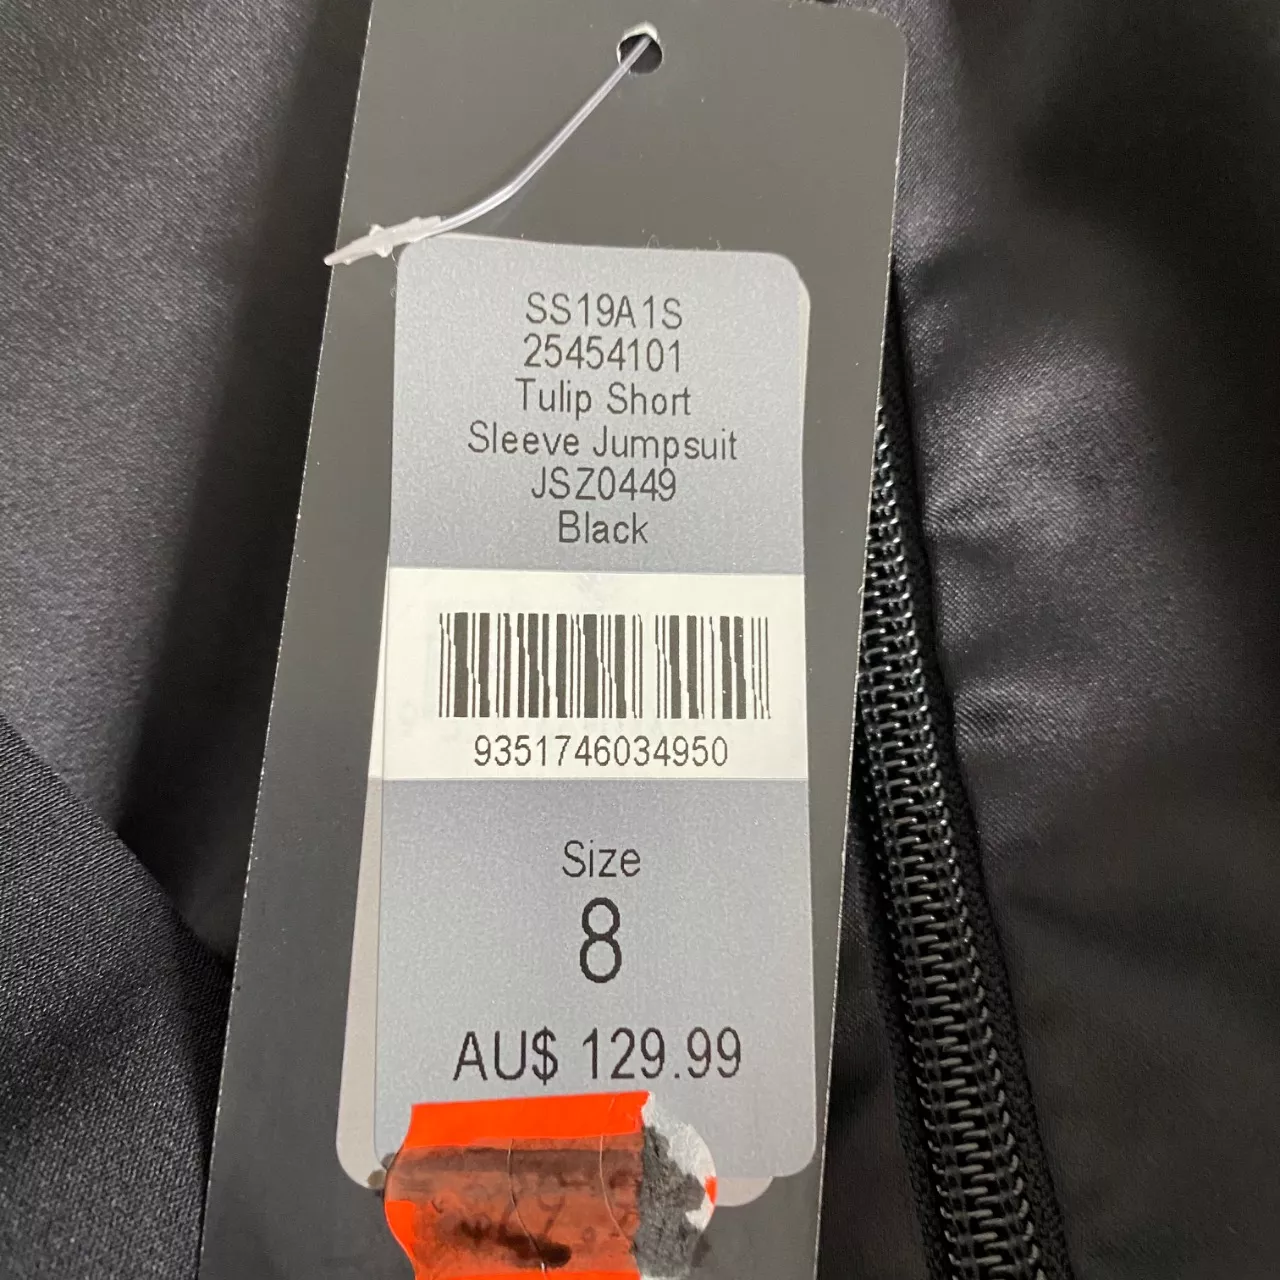 SS19A1S
25454101
Tulip Short
Sleeve Jumpsuit
JSZ0449
Black
9351746034950
Size
8
AU$ 129.99